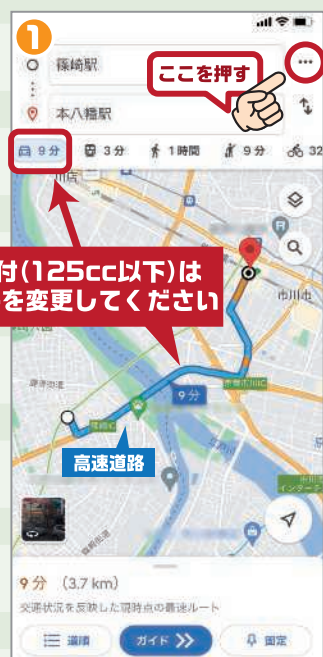 1
篠崎駅
ここを押す
本八幡駅
9分
3分
1時間
9分
32
市川市
付(125cc以下)は
を変更してください
9分
高速道路
9分 (3.7 km)
交通状況を反映した現時点の最速ルート
道順
ガイド
固定